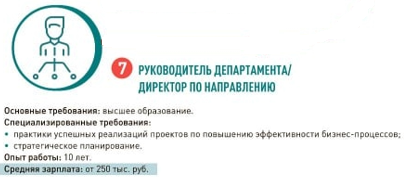 7 РУКОВОДИТЕЛЬ ДЕПАРТАМЕНТА/
ДИРЕКТОР ПО НАПРАВЛЕНИЮ
Основные требования: высшее образование.
Специализированные требования:
• практики успешных реализаций проектов по повышению эффективности бизнес-процессов;
• стратегическое планирование.
Опыт работы: 10 лет.
Средняя зарплата: от 250 тыс. руб.